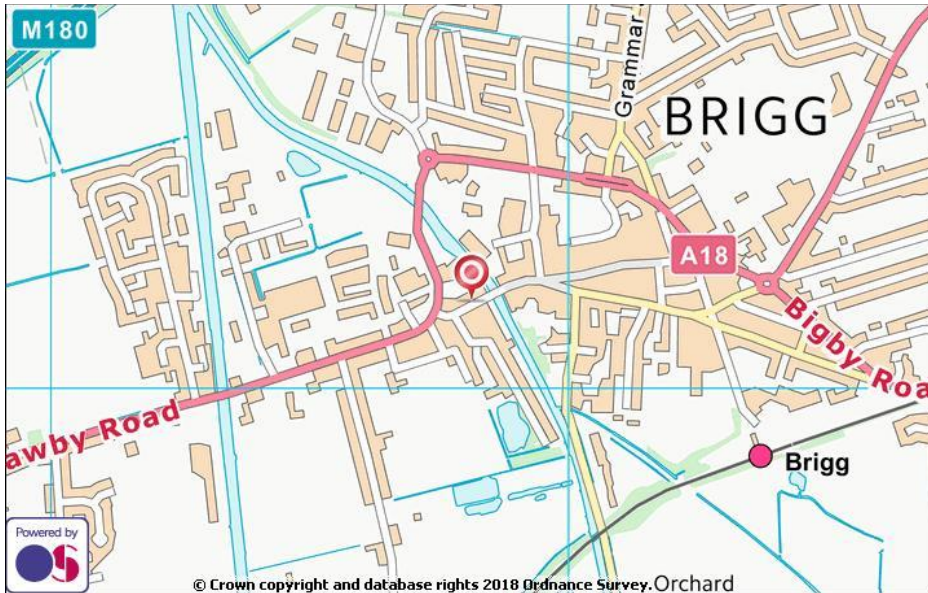 M180
Grammar
BRIGG
A18
Bigby Roa
awby Road
Brigg
Powered by
OS
© Crown copyright and database rights 2018 Ordnance Survey.
Orchard